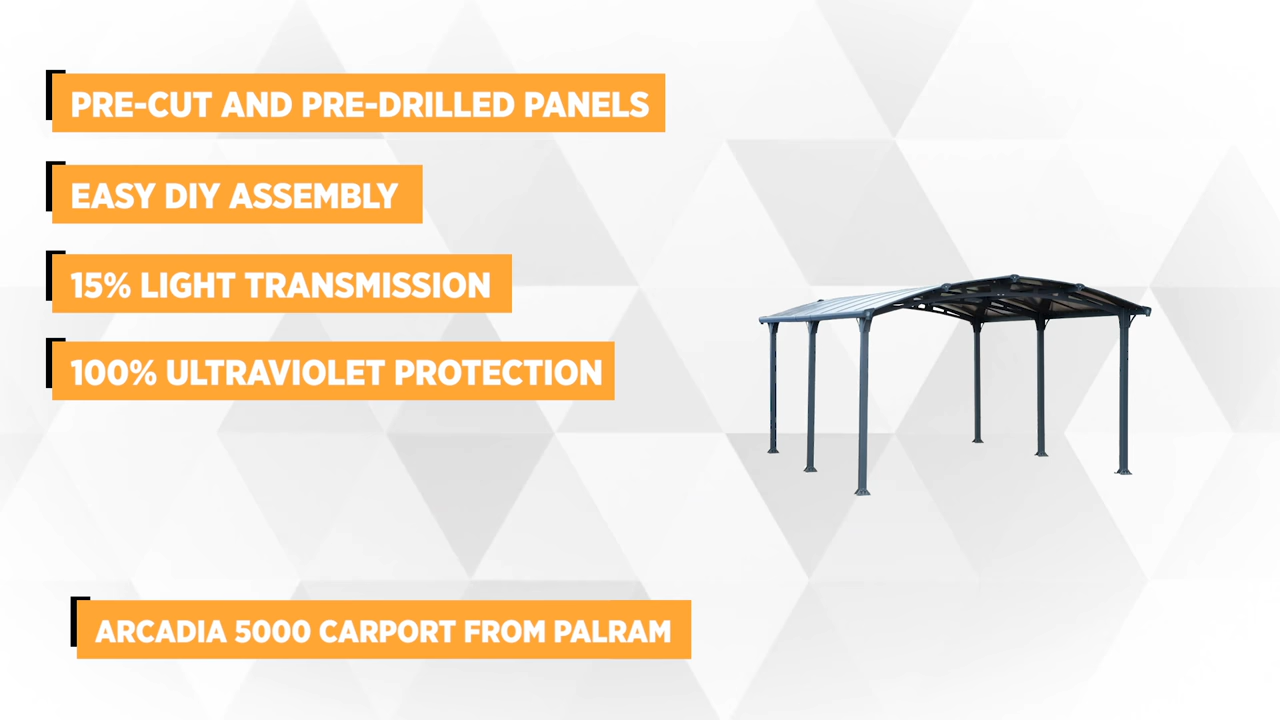 PRE-CUT AND PRE-DRILLED PANELS
EASY DIY ASSEMBLY
15% LIGHT TRANSMISSION
100% ULTRAVIOLET PROTECTION
ARCADIA 5000 CARPORT FROM PALRAM